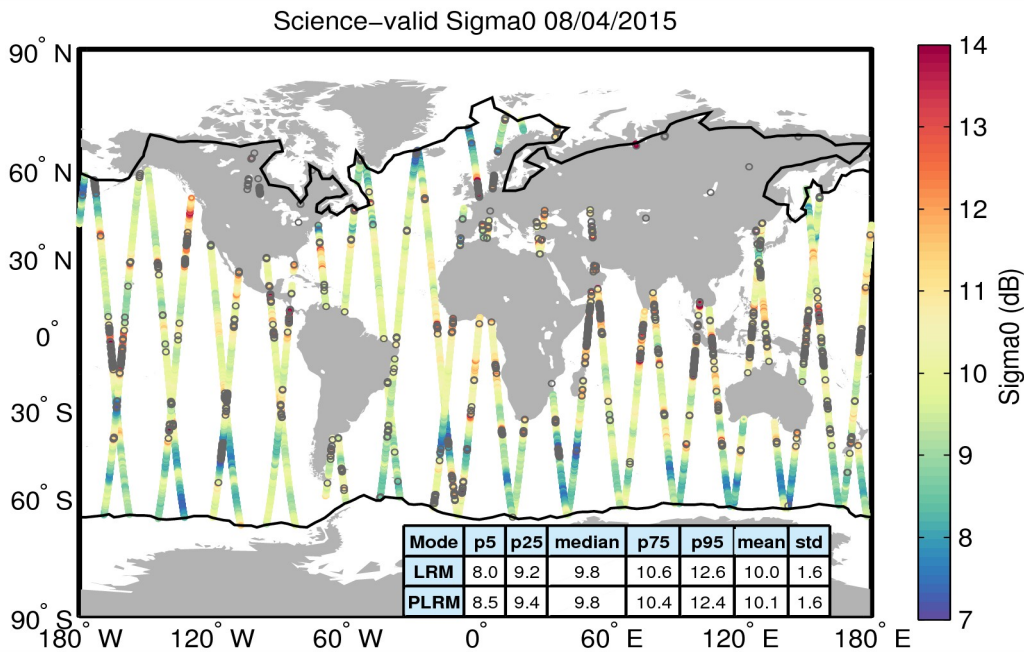 Science−valid Sigma0 08/04/2015
90° N
60° N
30° N
0°
30° S
60° S
90° S
180° W
120° W
60° W
0°
60° E
120° E
180° E
14
13
12
11
10
9
8
7
Sigma0 (dB)
Mode p5 p25 median p75 p95 mean std
LRM 8.0 9.2 9.8 10.6 12.6 10.0 1.6
PLRM 8.5 9.4 9.8 10.4 12.4 10.1 1.6